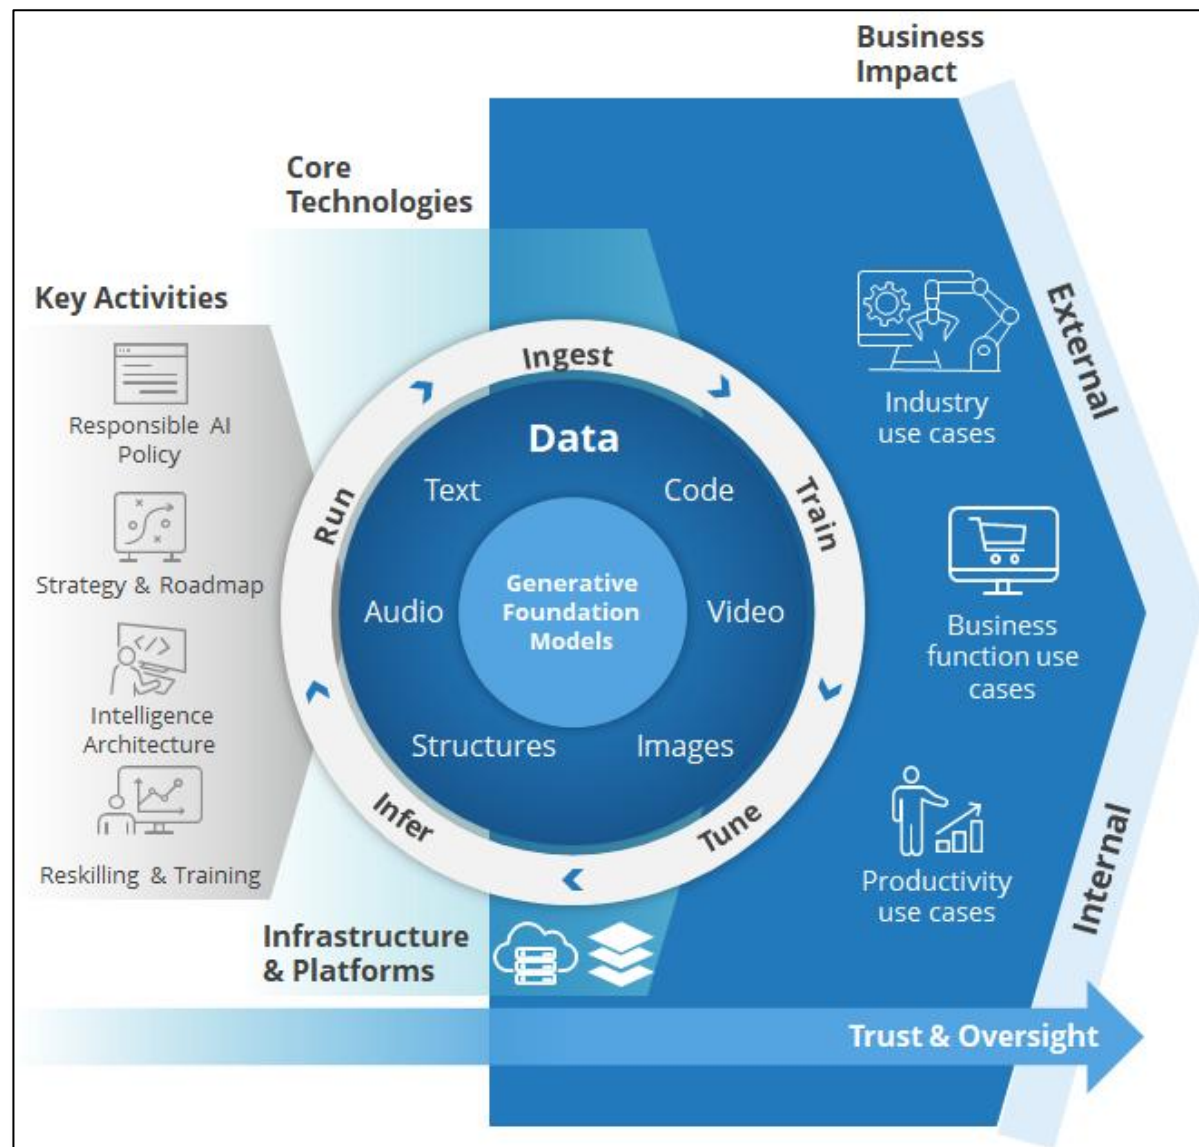 Business
Impact
Core
Technologies
Key Activities
Responsible AI
Policy
Strategy & Roadmap
Intelligence
Architecture
Reskilling & Training
Ingest
Train
Tune
Infer
Run
Data
Text
Code
Audio
Video
Structures
Images
Generative
Foundation
Models
Infrastructure
& Platforms
Industry
use cases
Business
function use
cases
Productivity
use cases
External
Internal
Trust & Oversight